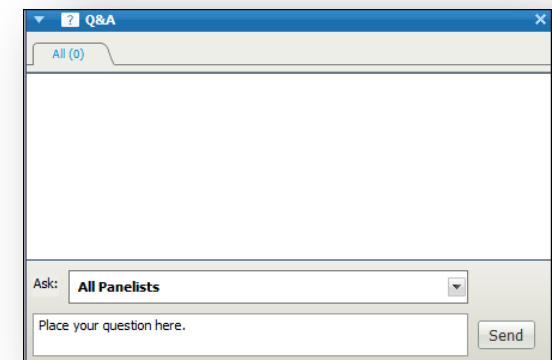 ? Q&A
All (0)
Ask: All Panelists
Place your question here.
Send